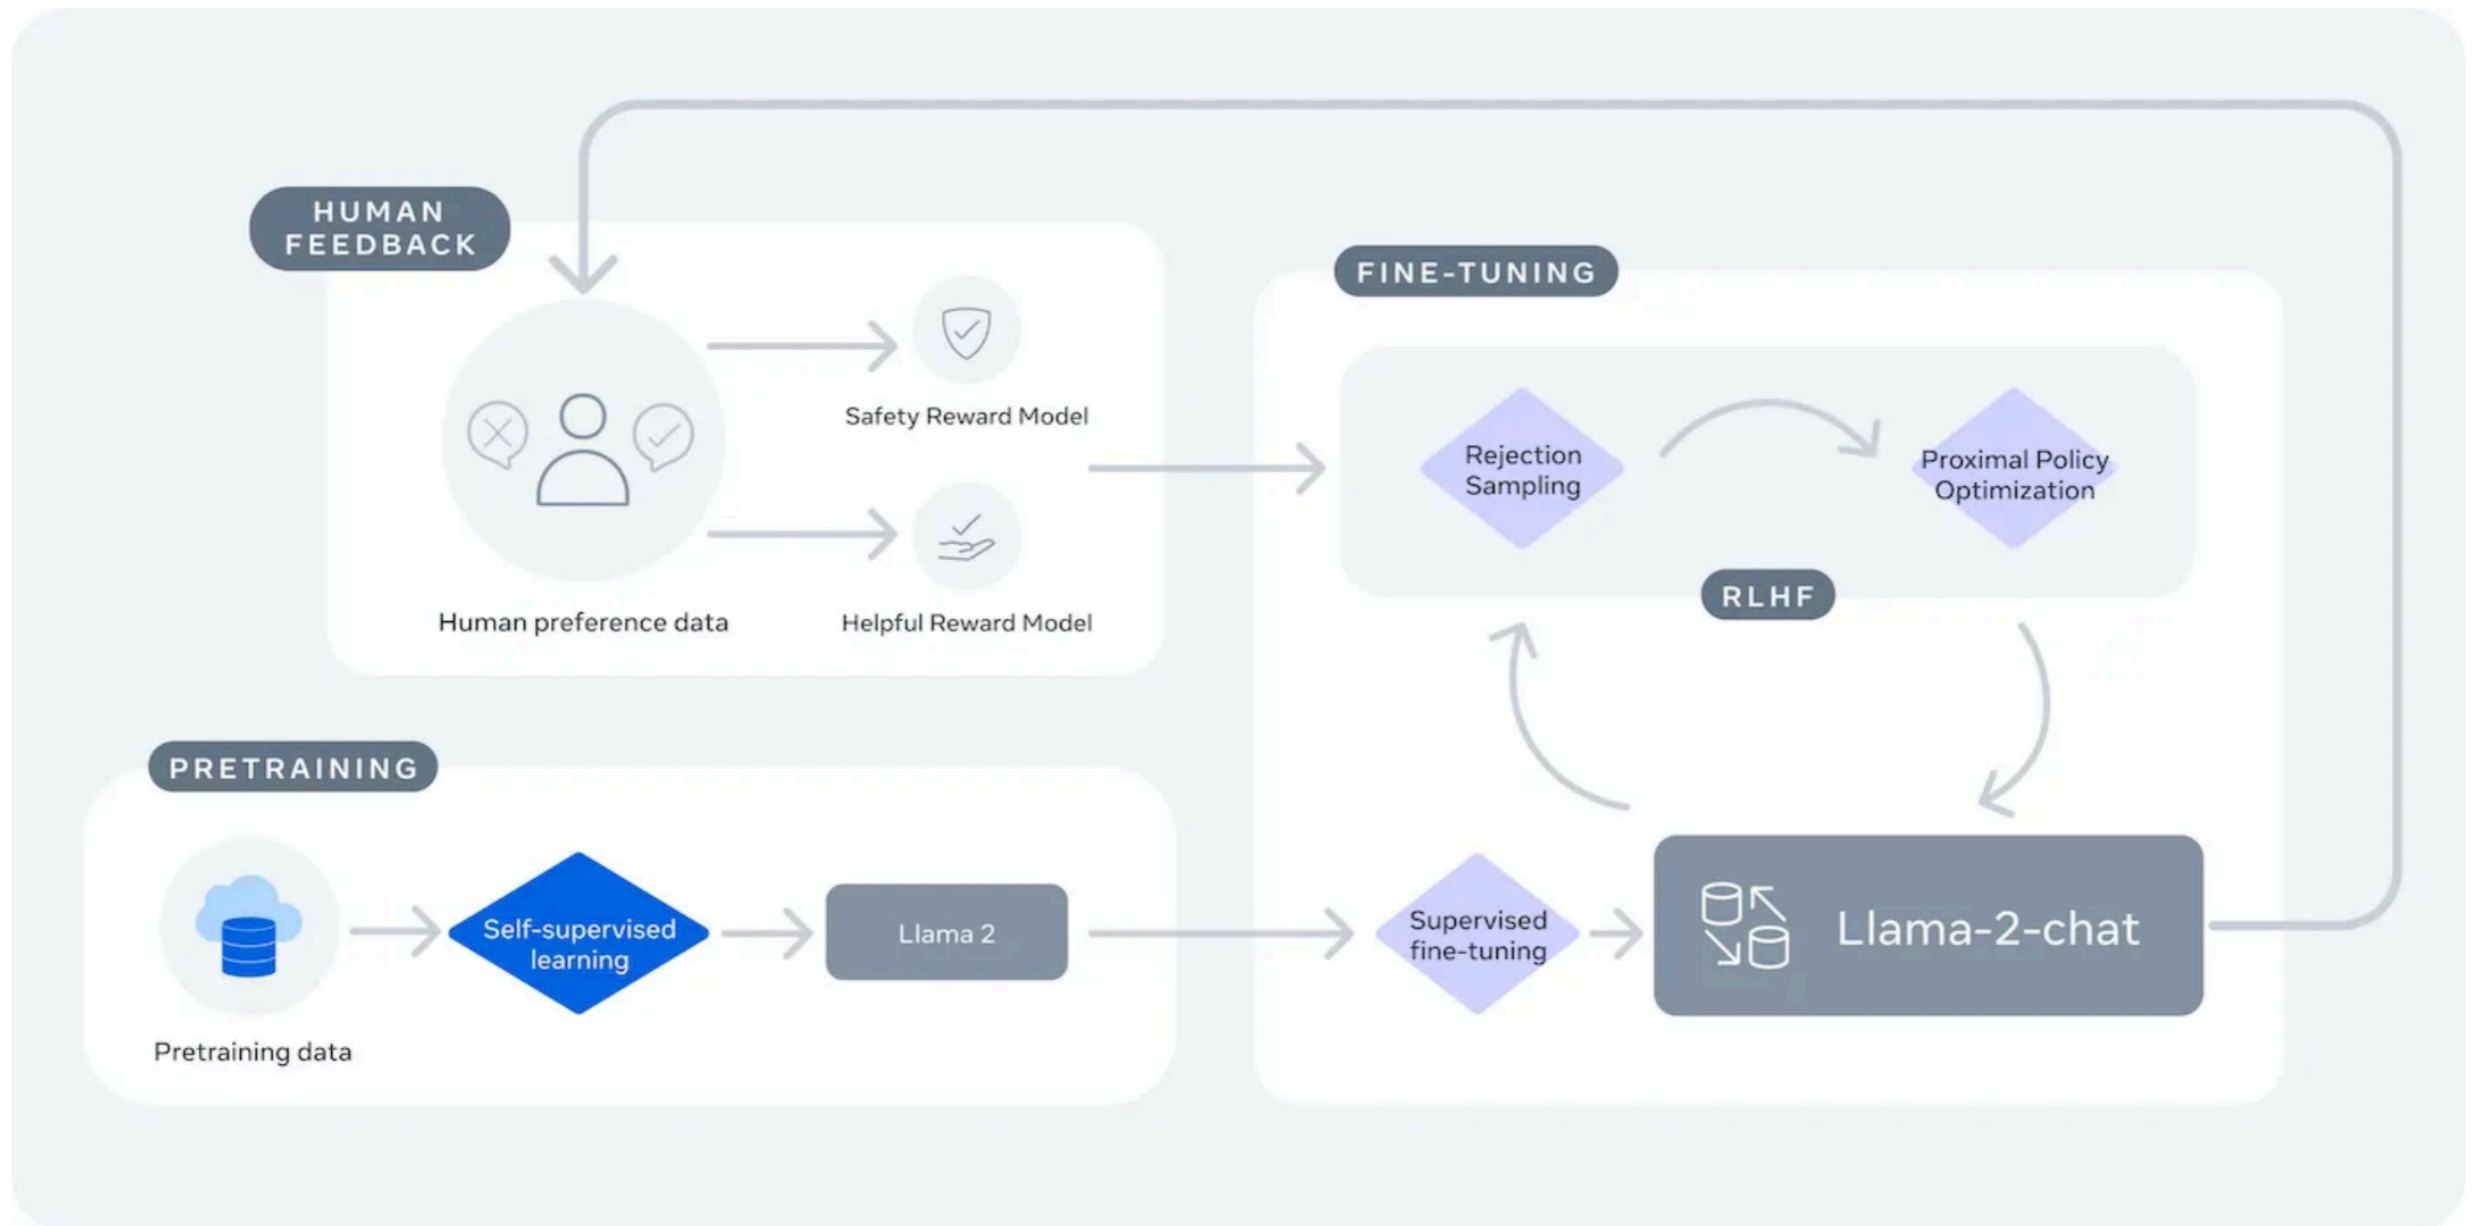 HUMAN
FEEDBACK
Safety Reward Model
Human preference data
Helpful Reward Model
FINE-TUNING
Rejection
Sampling
Proximal Policy
Optimization
RLHF
PRETRAINING
Pretraining data
Self-supervised
learning
Llama 2
Supervised
fine-tuning
Llama-2-chat